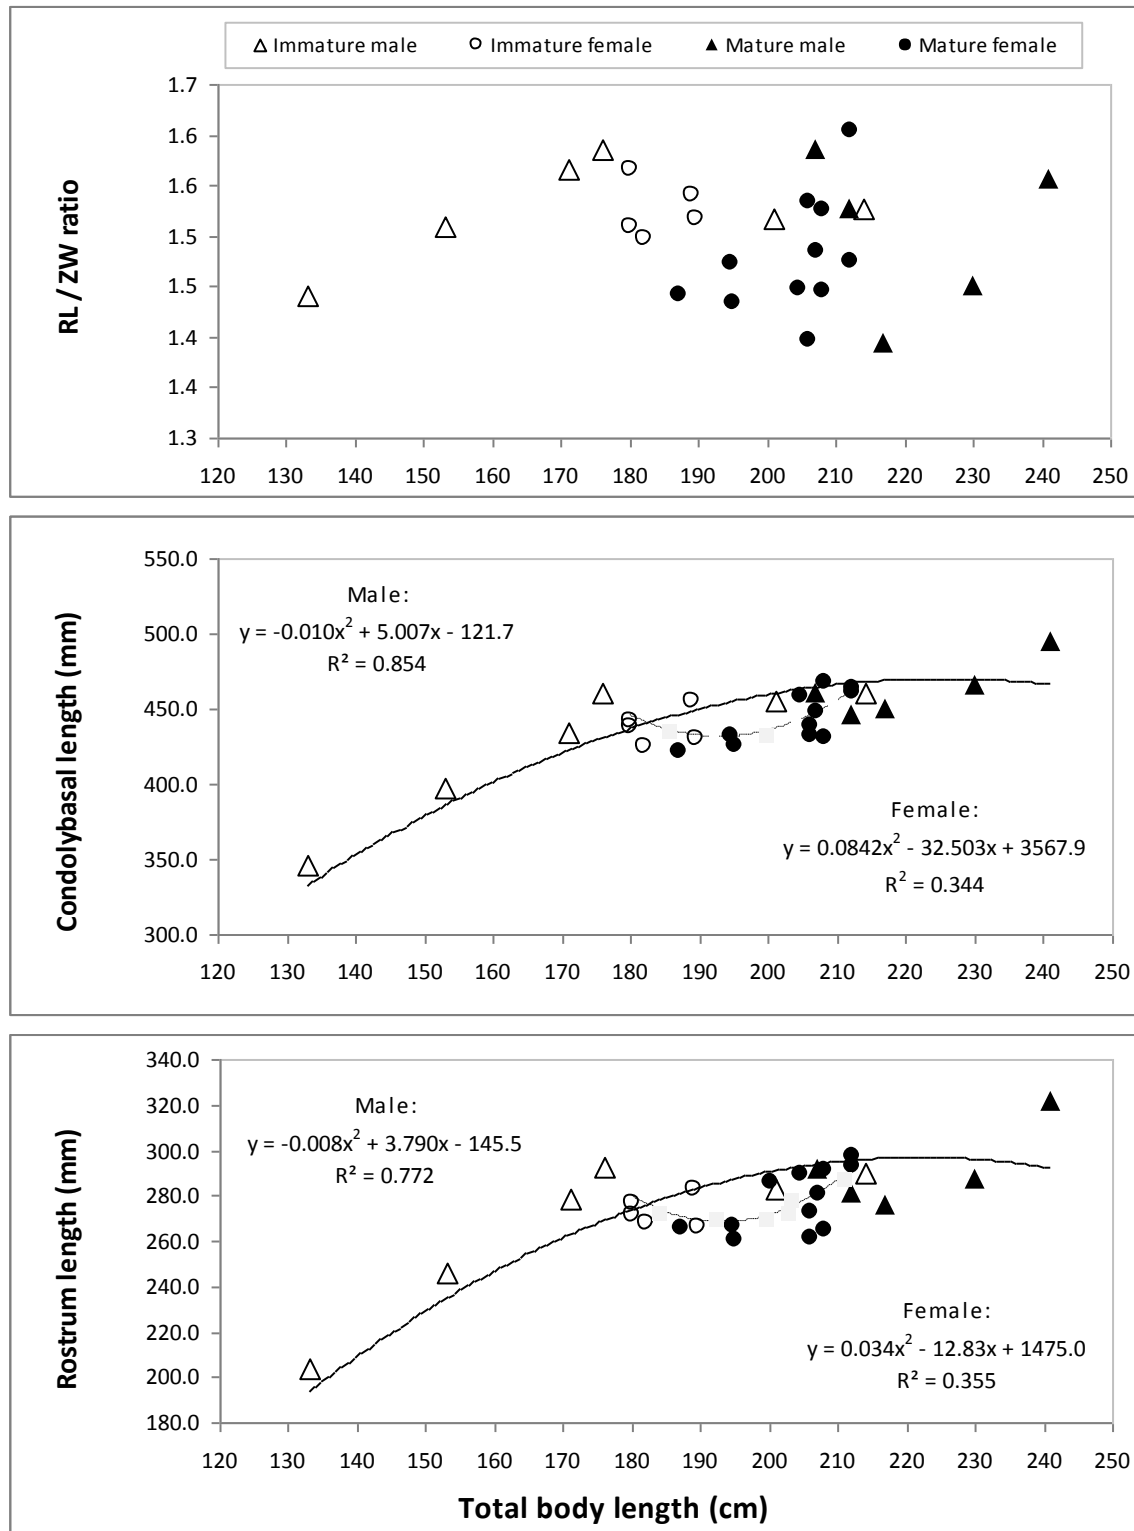 Immature male Immature female Mature male Mature female
RL / ZW ratio
1.7
1.6
1.6
1.5
1.5
1.4
1.4
1.3
120 130 140 150 160 170 180 190 200 210 220 230 240 250
Condolybasal length (mm)
550.0
500.0
450.0
400.0
350.0
300.0
Male:
y = -0.010x² + 5.007x - 121.7
R² = 0.854
Female:
y = 0.0842x² - 32.503x + 3567.9
R² = 0.344
120 130 140 150 160 170 180 190 200 210 220 230 240 250
Rostrum length (mm)
340.0
320.0
300.0
280.0
260.0
240.0
220.0
200.0
180.0
Male:
y = -0.008x² + 3.790x - 145.5
R² = 0.772
Female:
y = 0.034x² - 12.83x + 1475.0
R² = 0.355
120 130 140 150 160 170 180 190 200 210 220 230 240 250
Total body length (cm)